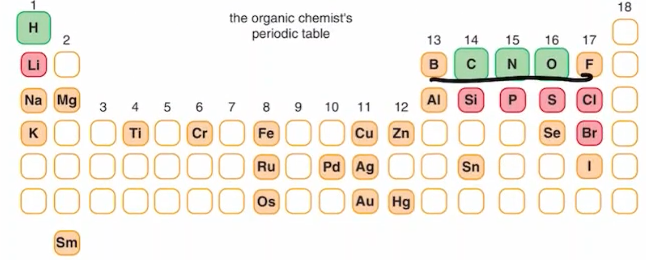 1
the organic chemist's
periodic table
18
H
2
13 14 15 16 17
Li
B C N O F
Na Mg
3 4 5 6 7 8 9 10 11 12
Al Si P S Cl
K Ti Cr Fe Cu Zn Se Br
Ru Pd Ag Sn I
Os Au Hg
Sm